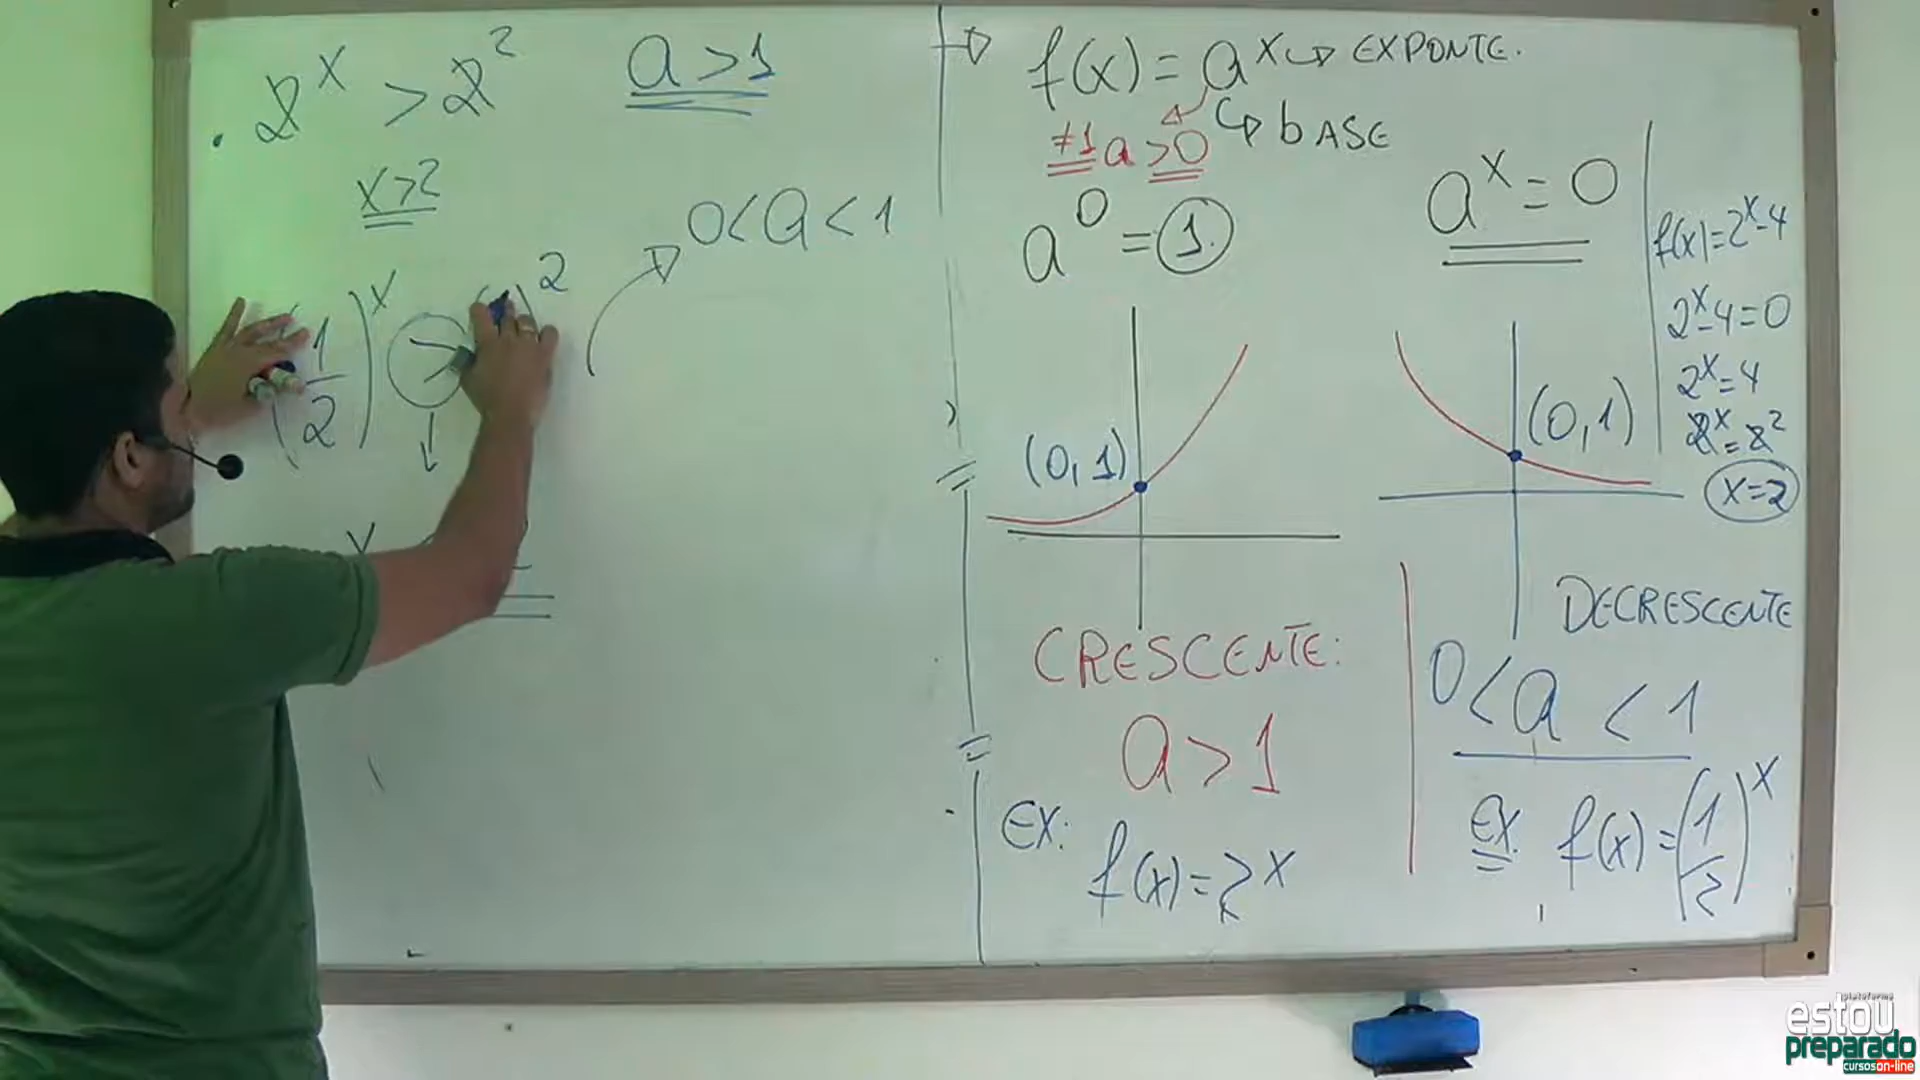 2^x > 2^2
a > 1
x > 2
0 < a < 1
(1/2)^x > ( )^2
x
f(x) = a^x → EXPONTE.
≠1 a > 0
↳ bASE
a^0 = 1.
a^x = 0
f(x) = 2^x - 4
2^x - 4 = 0
2^x = 4
2^x = 2^2
x = 2
(0, 1)
(0, 1)
CRESCENTE:
a > 1
EX:
f(x) = 2^x
DECRESCENTE
0 < a < 1
EX. f(x) = (1/2)^x
plataforma
estou
preparado
cursos on-line